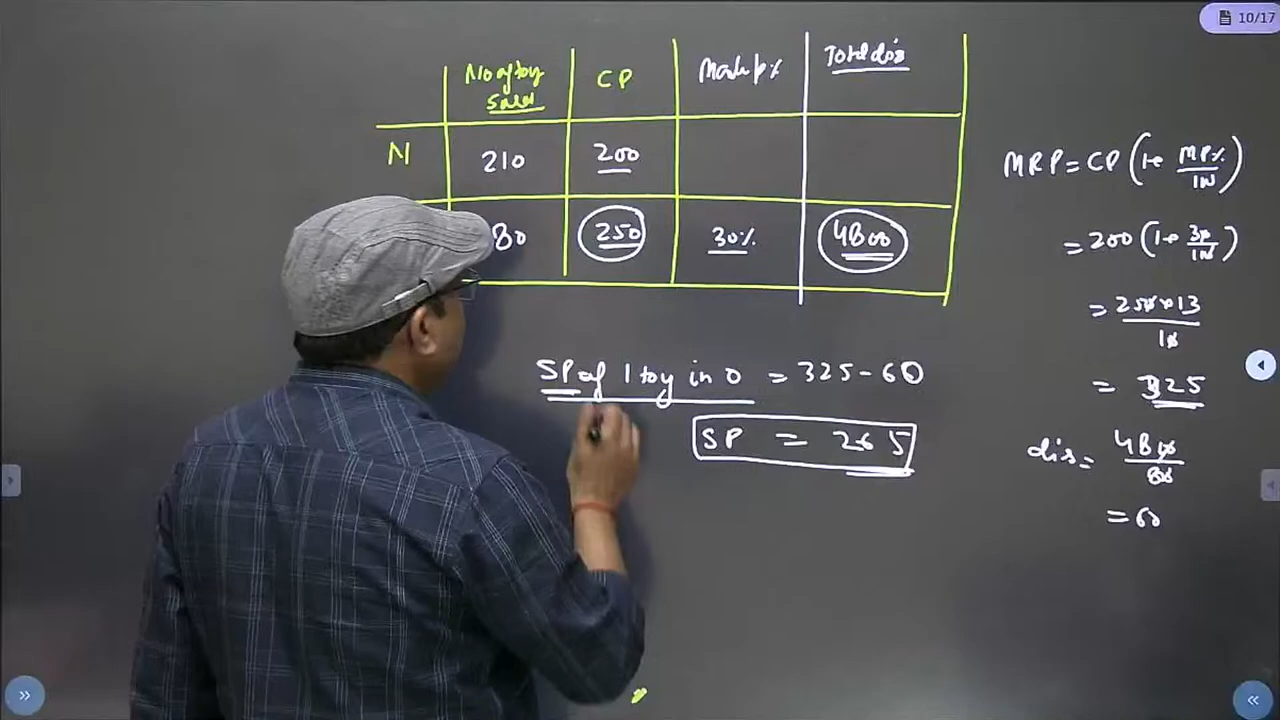 10/17
No of toy sold CP Markup% Total dis
N 210 200
80 250 30% 4800
MRP = CP (1+ MP%/100)
= 200 (1+ 30/100)
= 250×13/10
SP of 1 toy in O = 325-60
= 325
SP = 265
dis = 4800/80
= 60